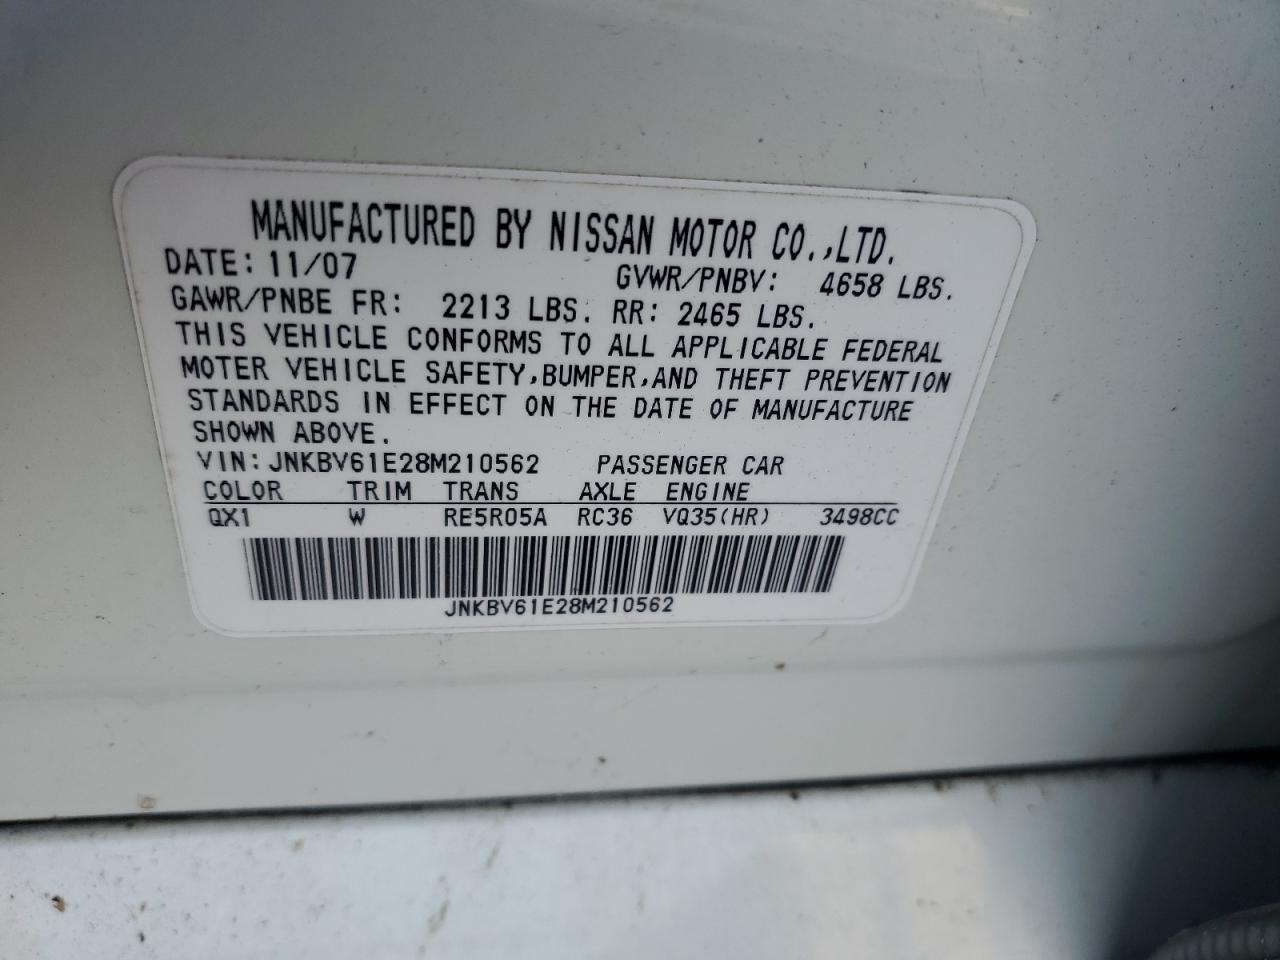 MANUFACTURED BY NISSAN MOTOR CO.,LTD.
DATE: 11/07 GVWR/PNBV: 4658 LBS.
GAWR/PNBE FR: 2213 LBS. RR: 2465 LBS.
THIS VEHICLE CONFORMS TO ALL APPLICABLE FEDERAL
MOTER VEHICLE SAFETY,BUMPER,AND THEFT PREVENTION
STANDARDS IN EFFECT ON THE DATE OF MANUFACTURE
SHOWN ABOVE.
VIN: JNKBV61E28M210562 PASSENGER CAR
COLOR TRIM TRANS AXLE ENGINE
QX1 W RE5R05A RC36 VQ35(HR) 3498CC
JNKBV61E28M210562